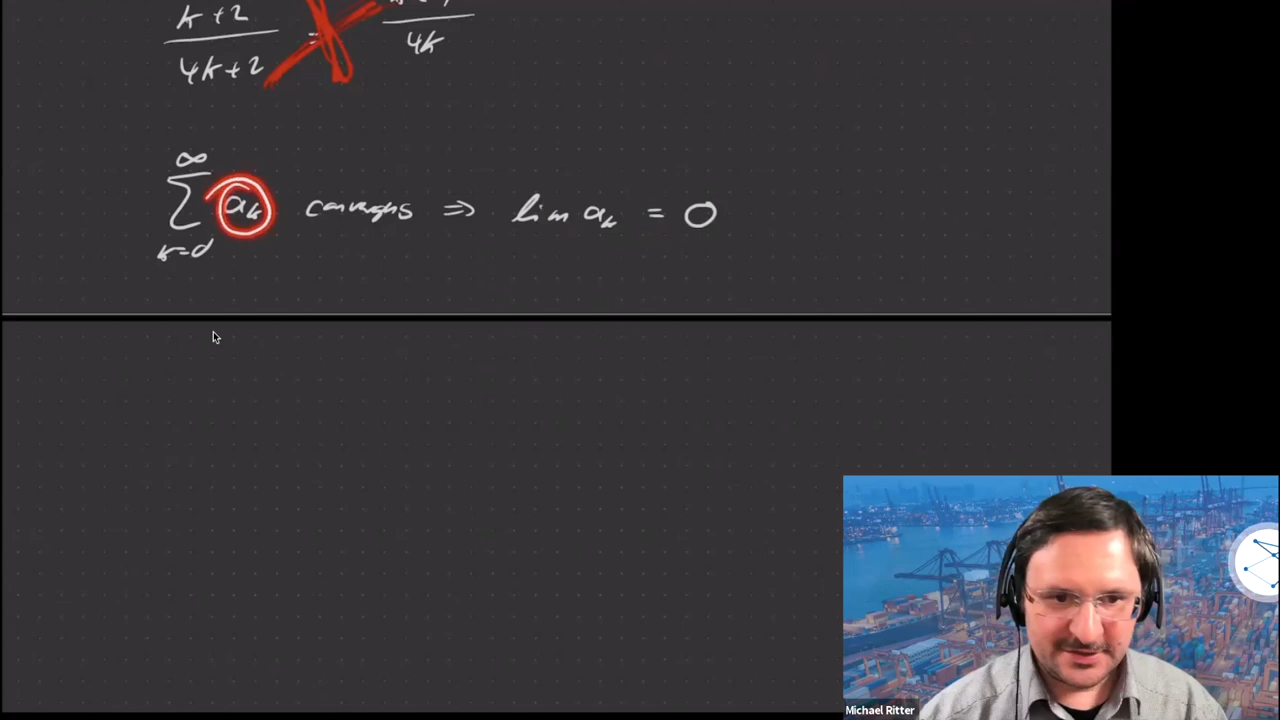 k+2
4k+2
=
4k
∞
∑ a_k converges ⇒ lim a_k = 0
k=0
Michael Ritter